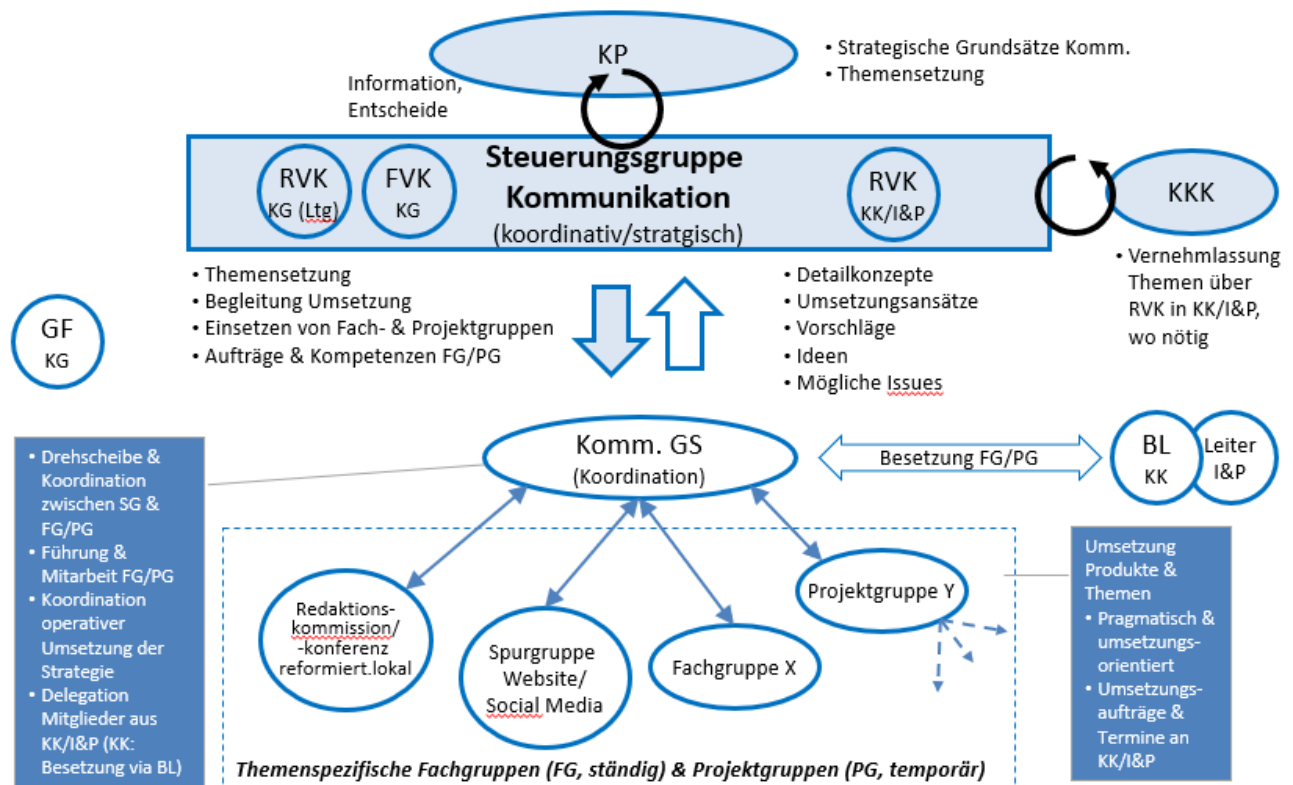 KP
• Strategische Grundsätze Komm.
• Themensetzung
Information,
Entscheide
Steuerungsgruppe
Kommunikation
(koordinativ/stratgisch)
RVK
KG (Ltg)
FVK
KG
RVK
KK/I&P
KKK
• Vernehmlassung
Themen über
RVK in KK/I&P,
wo nötig
• Themensetzung
• Begleitung Umsetzung
• Einsetzen von Fach- & Projektgruppen
• Aufträge & Kompetenzen FG/PG
• Detailkonzepte
• Umsetzungsansätze
• Vorschläge
• Ideen
• Mögliche Issues
GF
KG
Komm. GS
(Koordination)
Besetzung FG/PG
BL
KK
Leiter
I&P
• Drehscheibe &
Koordination
zwischen SG &
FG/PG
• Führung &
Mitarbeit FG/PG
• Koordination
operativer
Umsetzung der
Strategie
• Delegation
Mitglieder aus
KK/I&P (KK:
Besetzung via BL)
Redaktions-
kommission/
-konferenz
reformiert.lokal
Spurgruppe
Website/
Social Media
Fachgruppe X
Projektgruppe Y
Umsetzung
Produkte &
Themen
• Pragmatisch &
umsetzungs-
orientiert
• Umsetzungs-
aufträge &
Termine an
KK/I&P
Themenspezifische Fachgruppen (FG, ständig) & Projektgruppen (PG, temporär)